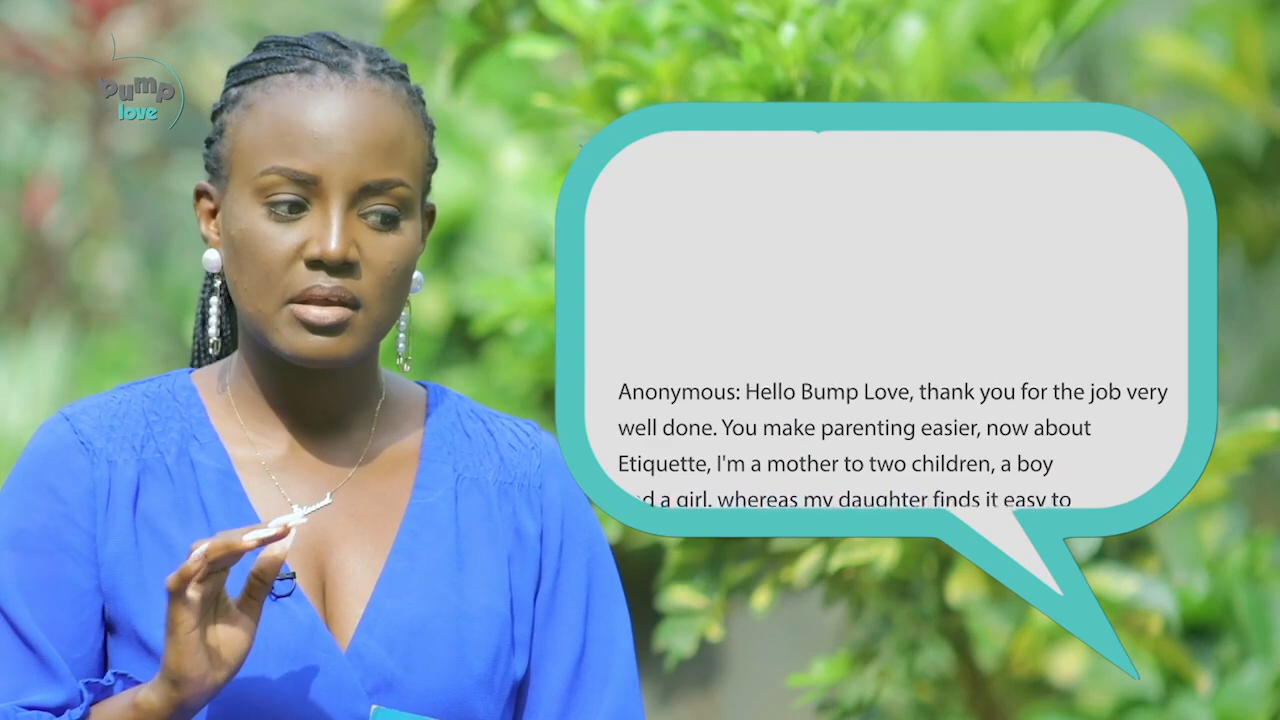 Bump
love
Anonymous: Hello Bump Love, thank you for the job very
well done. You make parenting easier, now about
Etiquette, I'm a mother to two children, a boy
and a girl, whereas my daughter finds it easy to